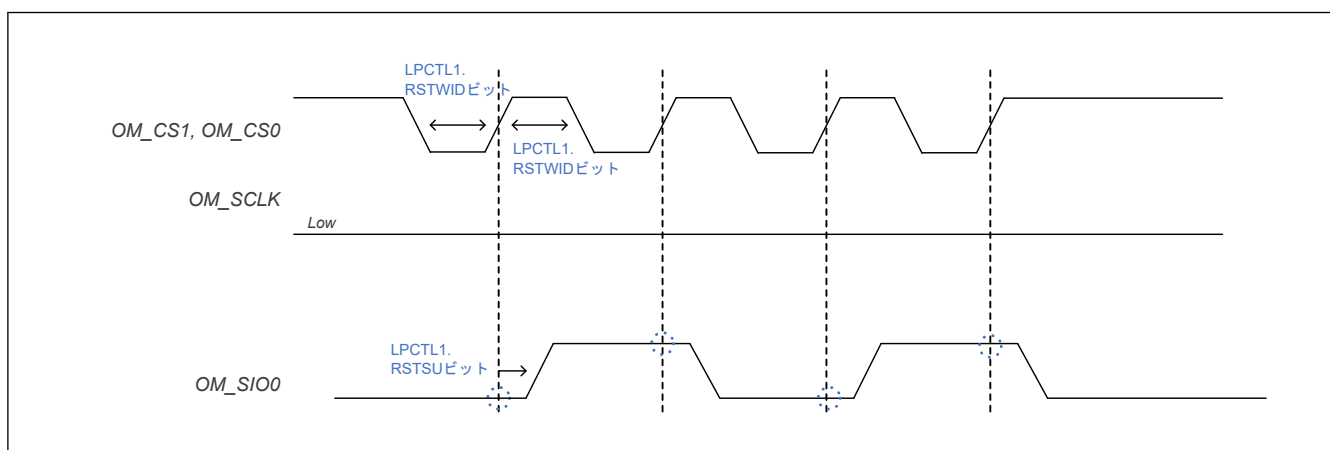 LPCTL1.
RSTWIDビット
OM_CS1, OM_CS0
LPCTL1.
RSTWIDビット
OM_SCLK
Low
LPCTL1.
RSTSUビット
OM_SIO0